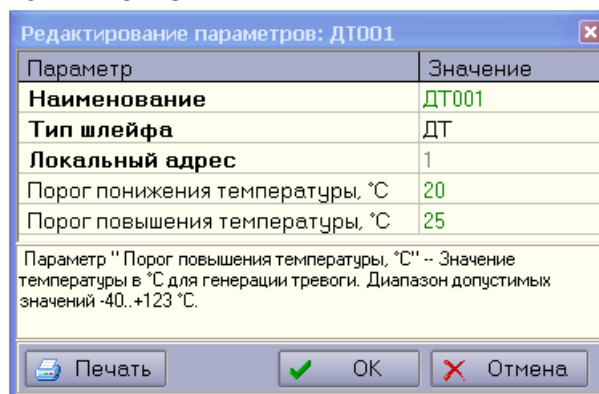 Редактирование параметров: ДТ001
Параметр Значение
Наименование ДТ001
Тип шлейфа ДТ
Локальный адрес 1
Порог понижения температуры, °C 20
Порог повышения температуры, °C 25
Параметр " Порог повышения температуры, °C" -- Значение
температуры в °C для генерации тревоги. Диапазон допустимых
значений -40..+123 °C.
Печать OK Отмена